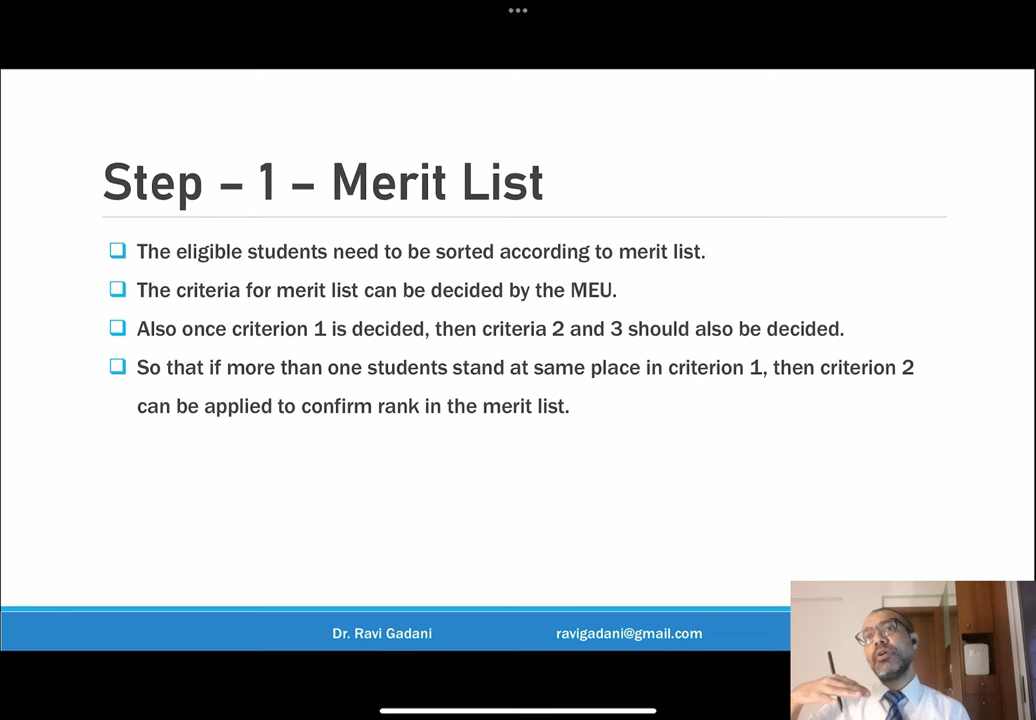 Step – 1 – Merit List
The eligible students need to be sorted according to merit list.
The criteria for merit list can be decided by the MEU.
Also once criterion 1 is decided, then criteria 2 and 3 should also be decided.
So that if more than one students stand at same place in criterion 1, then criterion 2
can be applied to confirm rank in the merit list.
Dr. Ravi Gadani ravigadani@gmail.com